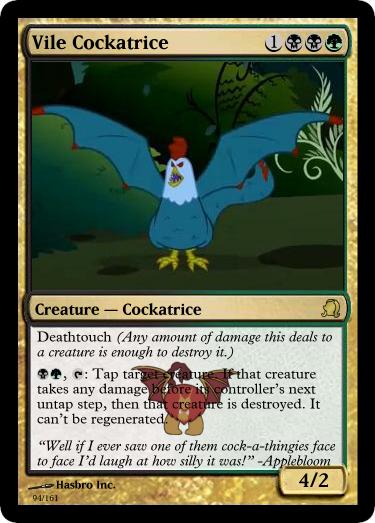 Vile Cockatrice 1
Creature — Cockatrice
Deathtouch (Any amount of damage this deals to
a creature is enough to destroy it.)
, : Tap target creature. If that creature
takes any damage before its controller's next
untap step, then that creature is destroyed. It
can't be regenerated.
"Well if I ever saw one of them cock-a-thingies face
to face I'd laugh at how silly it was!" -Applebloom
Hasbro Inc.
4/2
94/161